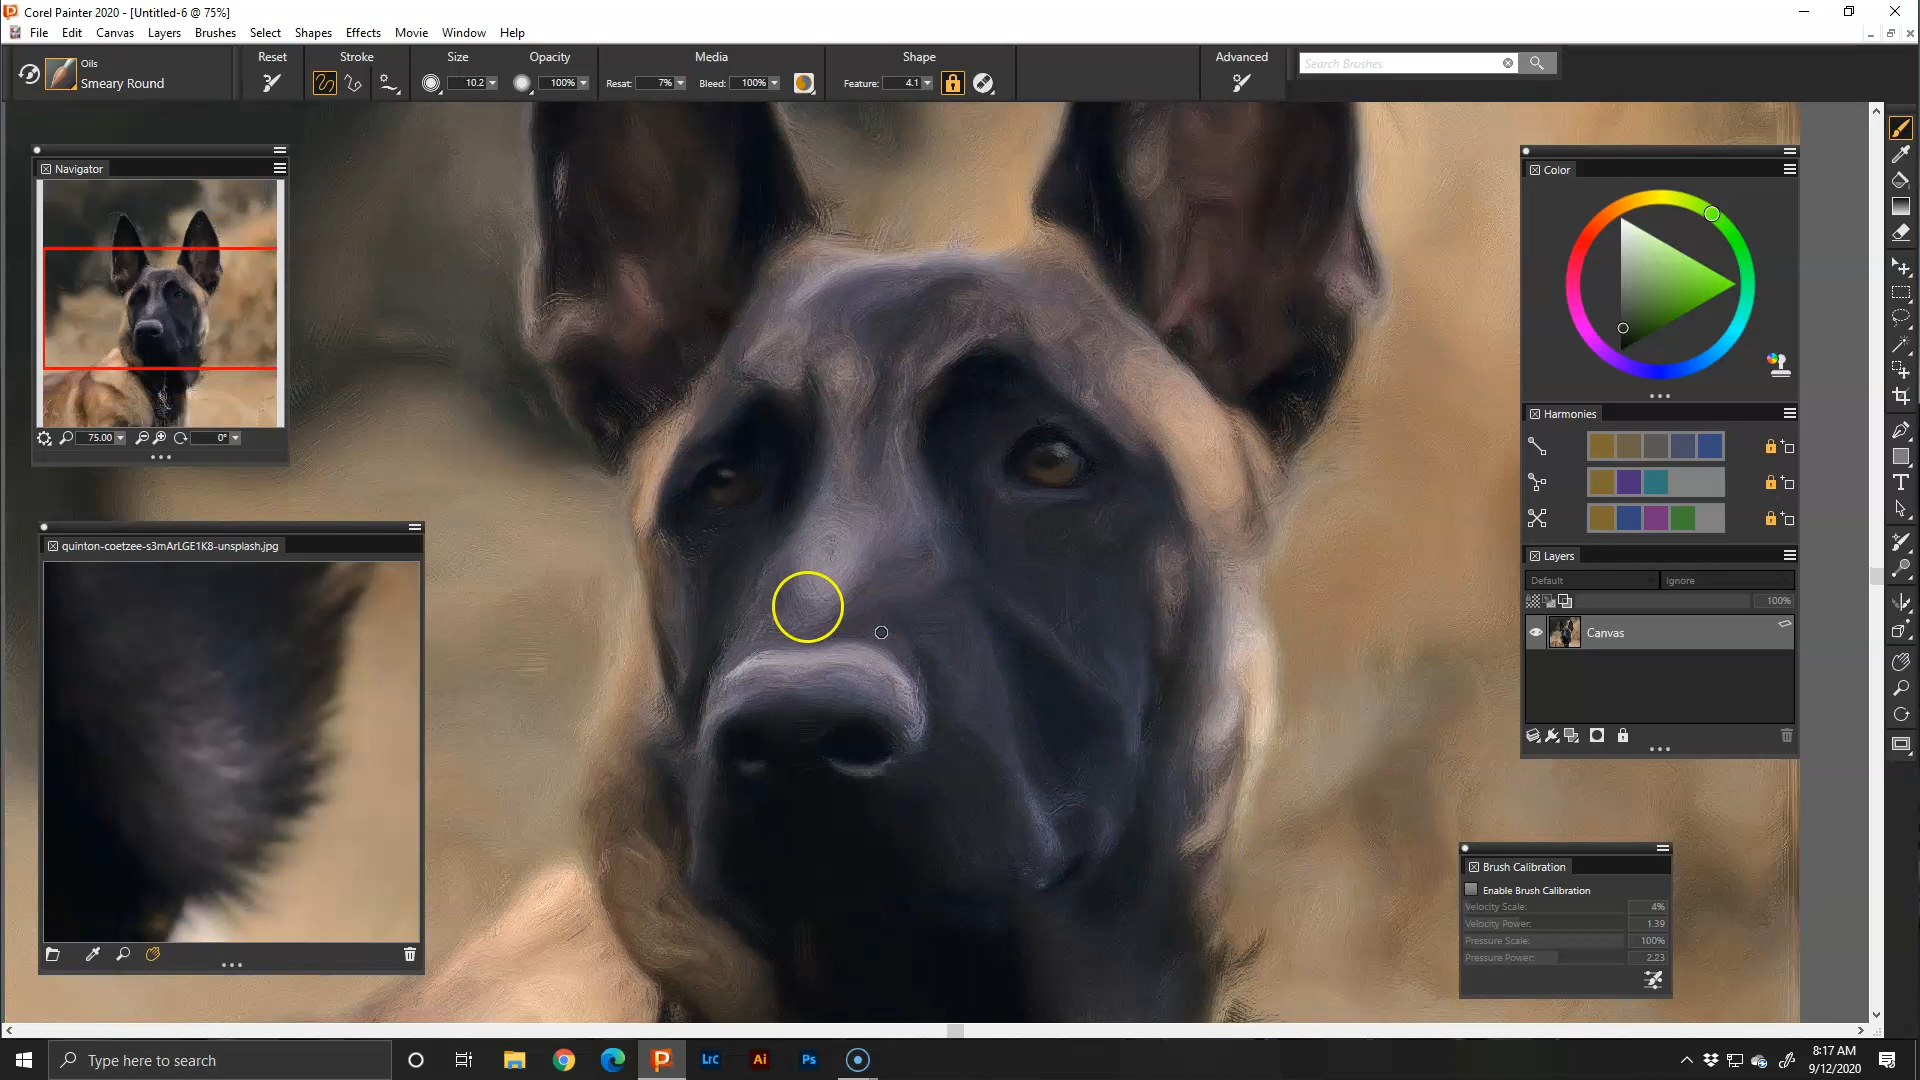 Corel Painter 2020 - [Untitled-6 @ 75%]
File Edit Canvas Layers Brushes Select Shapes Effects Movie Window Help
Oils
Smeary Round
Reset
Stroke
Size
10.2
Opacity
100%
Media
Resat: 7%
Bleed: 100%
Shape
Feature: 4.1
Advanced
Search Brushes
Navigator
75.00
0°
quinton-coetzee-s3mArLGE1K8-unsplash.jpg
Color
Harmonies
Layers
Default
Ignore
100%
Canvas
Brush Calibration
Enable Brush Calibration
Velocity Scale: 4%
Velocity Power: 1.39
Pressure Scale: 100%
Pressure Power: 2.23
Type here to search
Lrc
Ai
Ps
8:17 AM
9/12/2020